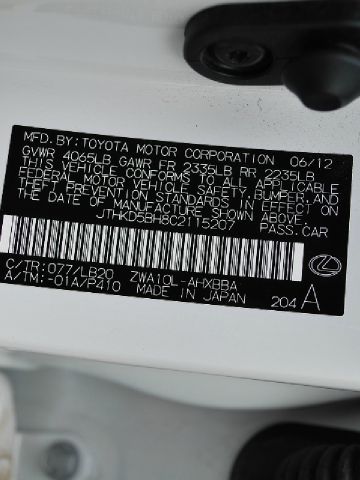 MFD. BY: TOYOTA MOTOR CORPORATION 06/12
GVWR 4065LB GAWR FR 2335LB RR 2235LB
THIS VEHICLE CONFORMS TO ALL APPLICABLE
FEDERAL MOTOR VEHICLE SAFETY, BUMPER, AND
THEFT PREVENTION STANDARDS IN EFFECT ON
THE DATE OF MANUFACTURE SHOWN ABOVE.
JTHKD5BH8C2115207 PASS.CAR
C/TR:077/LB20 ZWA10L-AHXBBA
A/TM:-01A/P410 MADE IN JAPAN 204 A